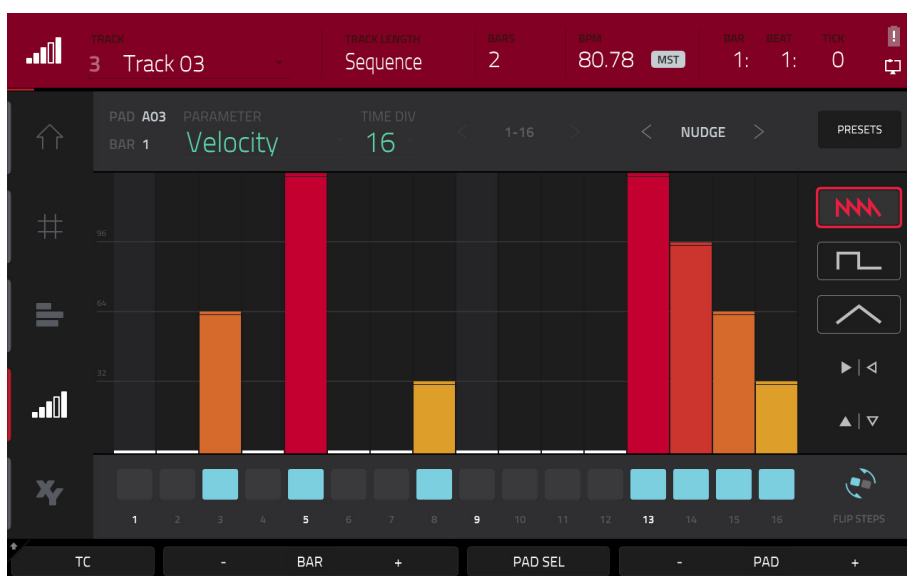 TRACK TRACK LENGTH BARS BPM BAR BEAT TICK
3 Track 03 Sequence 2 80.78 MST 1: 1: 0
PAD A03 PARAMETER TIME DIV
BAR 1 Velocity 16 < 1-16 > < NUDGE > PRESETS
96
64
32
1 2 3 4 5 6 7 8 9 10 11 12 13 14 15 16 FLIP STEPS
TC - BAR + PAD SEL - PAD +
XY